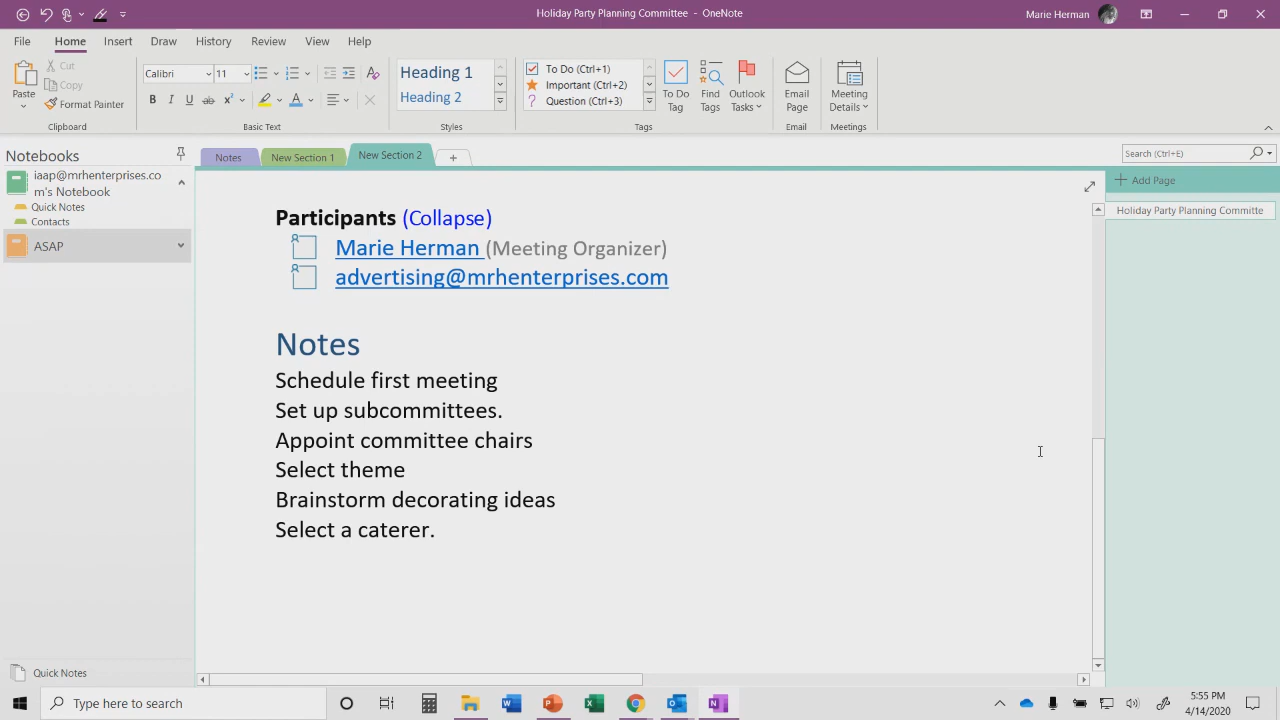 Holiday Party Planning Committee - OneNote
Marie Herman
File Home Insert Draw History Review View Help
Paste
Cut
Copy
Format Painter
Clipboard
Calibri 11
B I U ab x²
A
Basic Text
Heading 1
Heading 2
Styles
To Do (Ctrl+1)
Important (Ctrl+2)
? Question (Ctrl+3)
To Do
Tag
Find
Tags
Outlook
Tasks
Tags
Email
Page
Email
Meeting
Details
Meetings
Notebooks
iaap@mrhenterprises.co
m's Notebook
Quick Notes
Contacts
ASAP
Quick Notes
Notes New Section 1 New Section 2 +
Search (Ctrl+E)
Add Page
Holiday Party Planning Committe
Participants (Collapse)
Marie Herman (Meeting Organizer)
advertising@mrhenterprises.com
Notes
Schedule first meeting
Set up subcommittees.
Appoint committee chairs
Select theme
Brainstorm decorating ideas
Select a caterer.
Type here to search
5:55 PM
4/14/2020